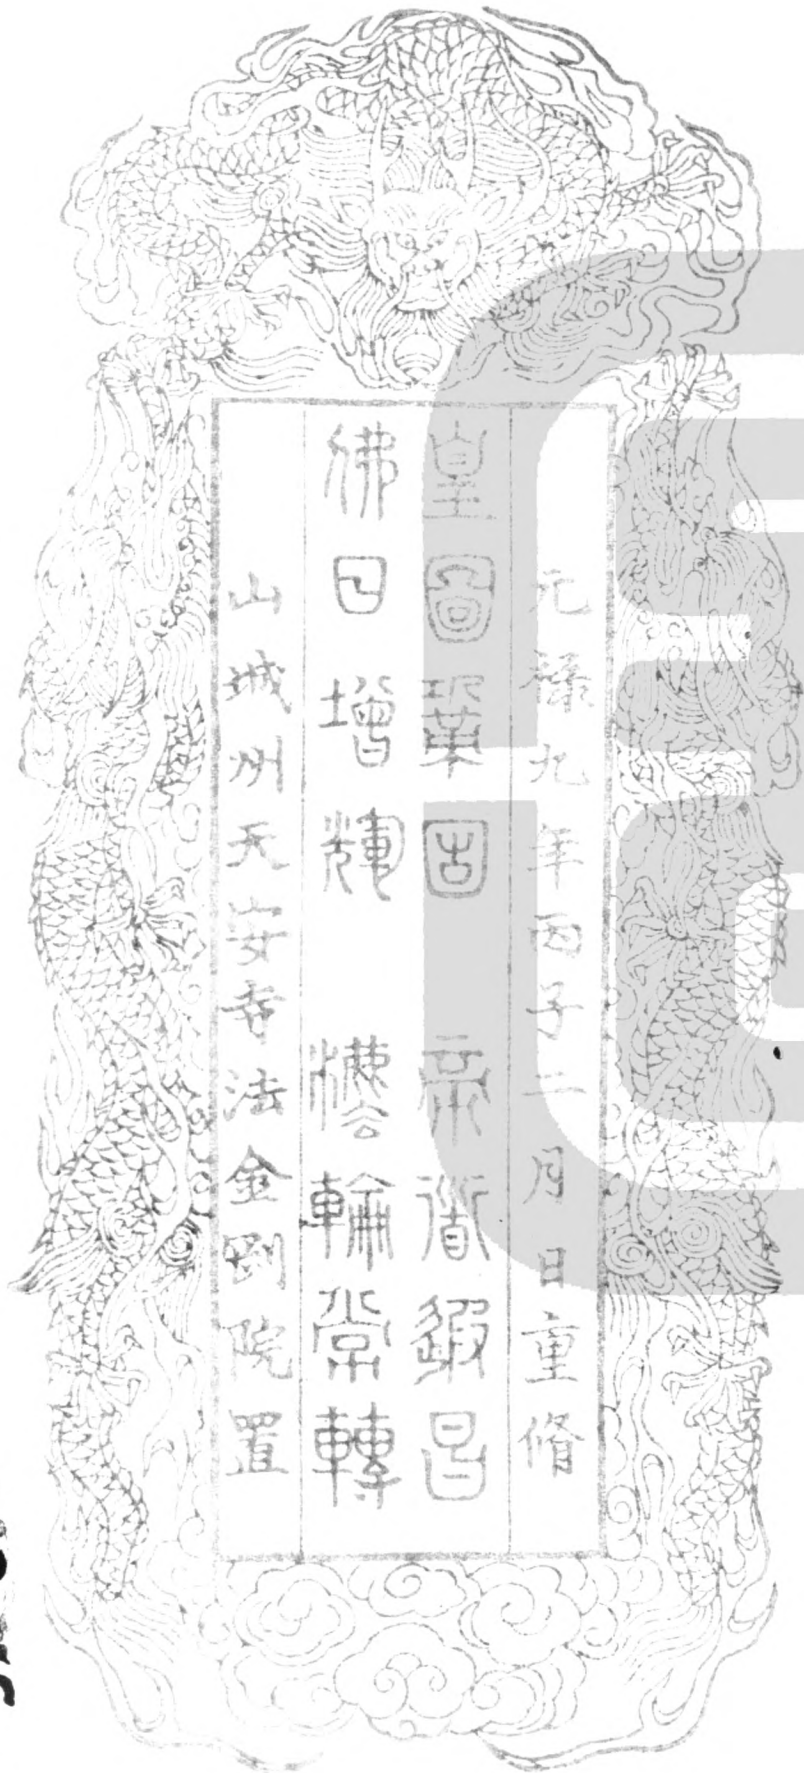 元祿九年丙子二月日重脩
皇圖鞏固 帝道遐昌
佛日增輝 法輪常轉
山城州天安寺法金剛院置